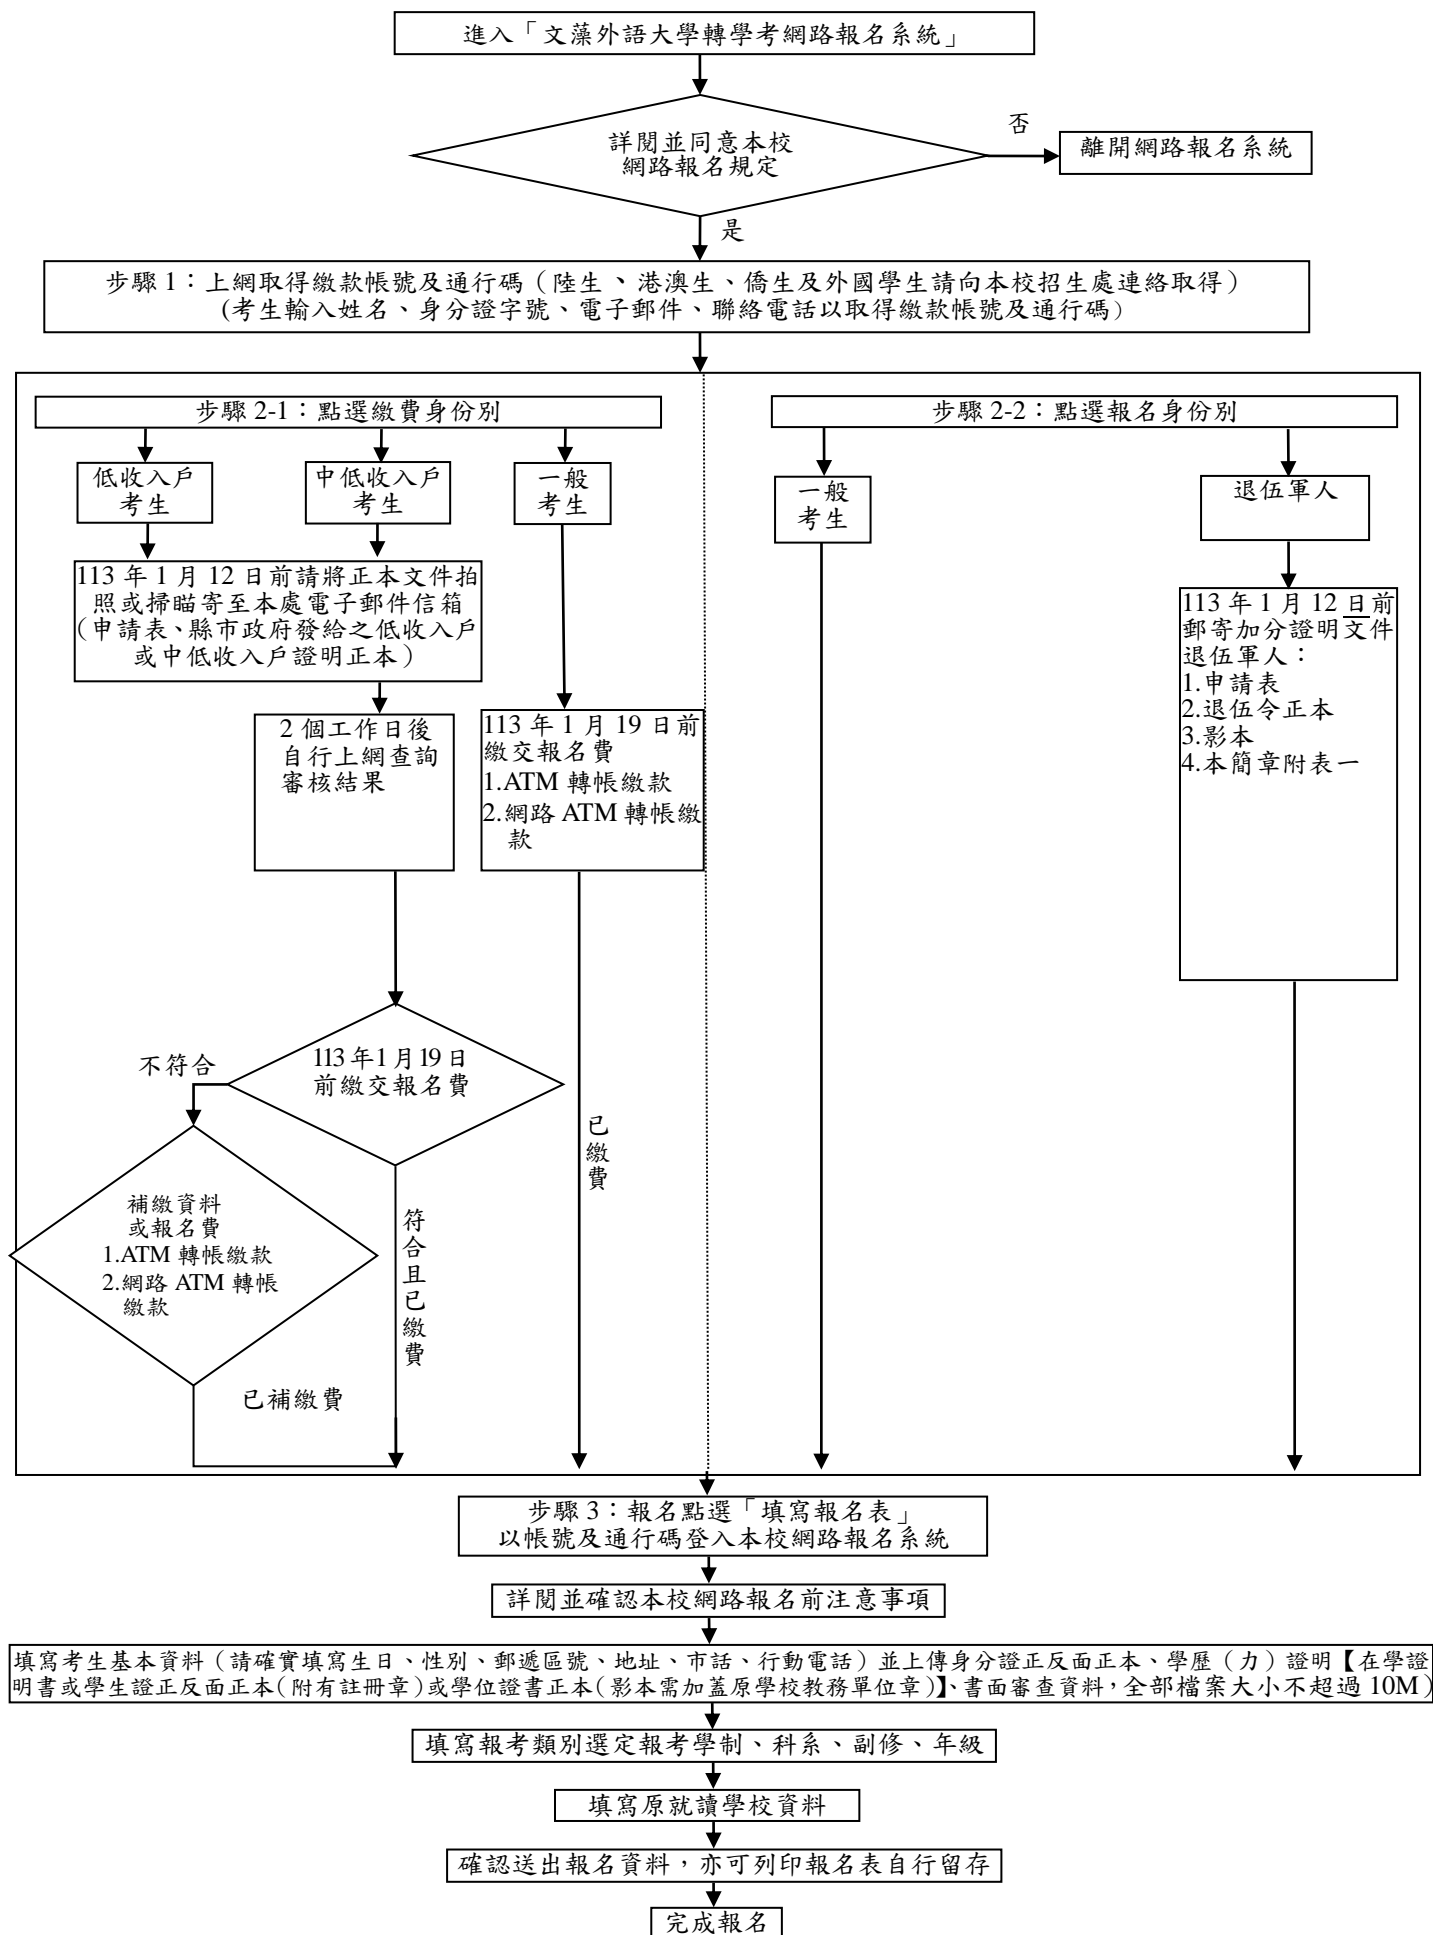 進入「文藻外語大學轉學考網路報名系統」
詳閱並同意本校
網路報名規定
否
離開網路報名系統
是
步驟 1：上網取得繳款帳號及通行碼（陸生、港澳生、僑生及外國學生請向本校招生處連絡取得）
(考生輸入姓名、身分證字號、電子郵件、聯絡電話以取得繳款帳號及通行碼)
步驟 2-1：點選繳費身份別
低收入戶
考生
中低收入戶
考生
一般
考生
113 年 1 月 12 日前請將正本文件拍
照或掃瞄寄至本處電子郵件信箱
（申請表、縣市政府發給之低收入戶
或中低收入戶證明正本）
2 個工作日後
自行上網查詢
審核結果
113 年 1 月 19 日前
繳交報名費
1.ATM 轉帳繳款
2.網路 ATM 轉帳繳
款
113 年 1 月 19 日
前繳交報名費
不符合
補繳資料
或報名費
1.ATM 轉帳繳款
2.網路 ATM 轉帳
繳款
符合且已繳費
已補繳費
已繳費
步驟 2-2：點選報名身份別
一般
考生
退伍軍人
113 年 1 月 12 日前
郵寄加分證明文件
退伍軍人：
1.申請表
2.退伍令正本
3.影本
4.本簡章附表一
步驟 3：報名點選「填寫報名表」
以帳號及通行碼登入本校網路報名系統
詳閱並確認本校網路報名前注意事項
填寫考生基本資料（請確實填寫生日、性別、郵遞區號、地址、市話、行動電話）並上傳身分證正反面正本、學歷（力）證明【在學證
明書或學生證正反面正本(附有註冊章)或學位證書正本(影本需加蓋原學校教務單位章)】、書面審查資料，全部檔案大小不超過 10M）
填寫報考類別選定報考學制、科系、副修、年級
填寫原就讀學校資料
確認送出報名資料，亦可列印報名表自行留存
完成報名